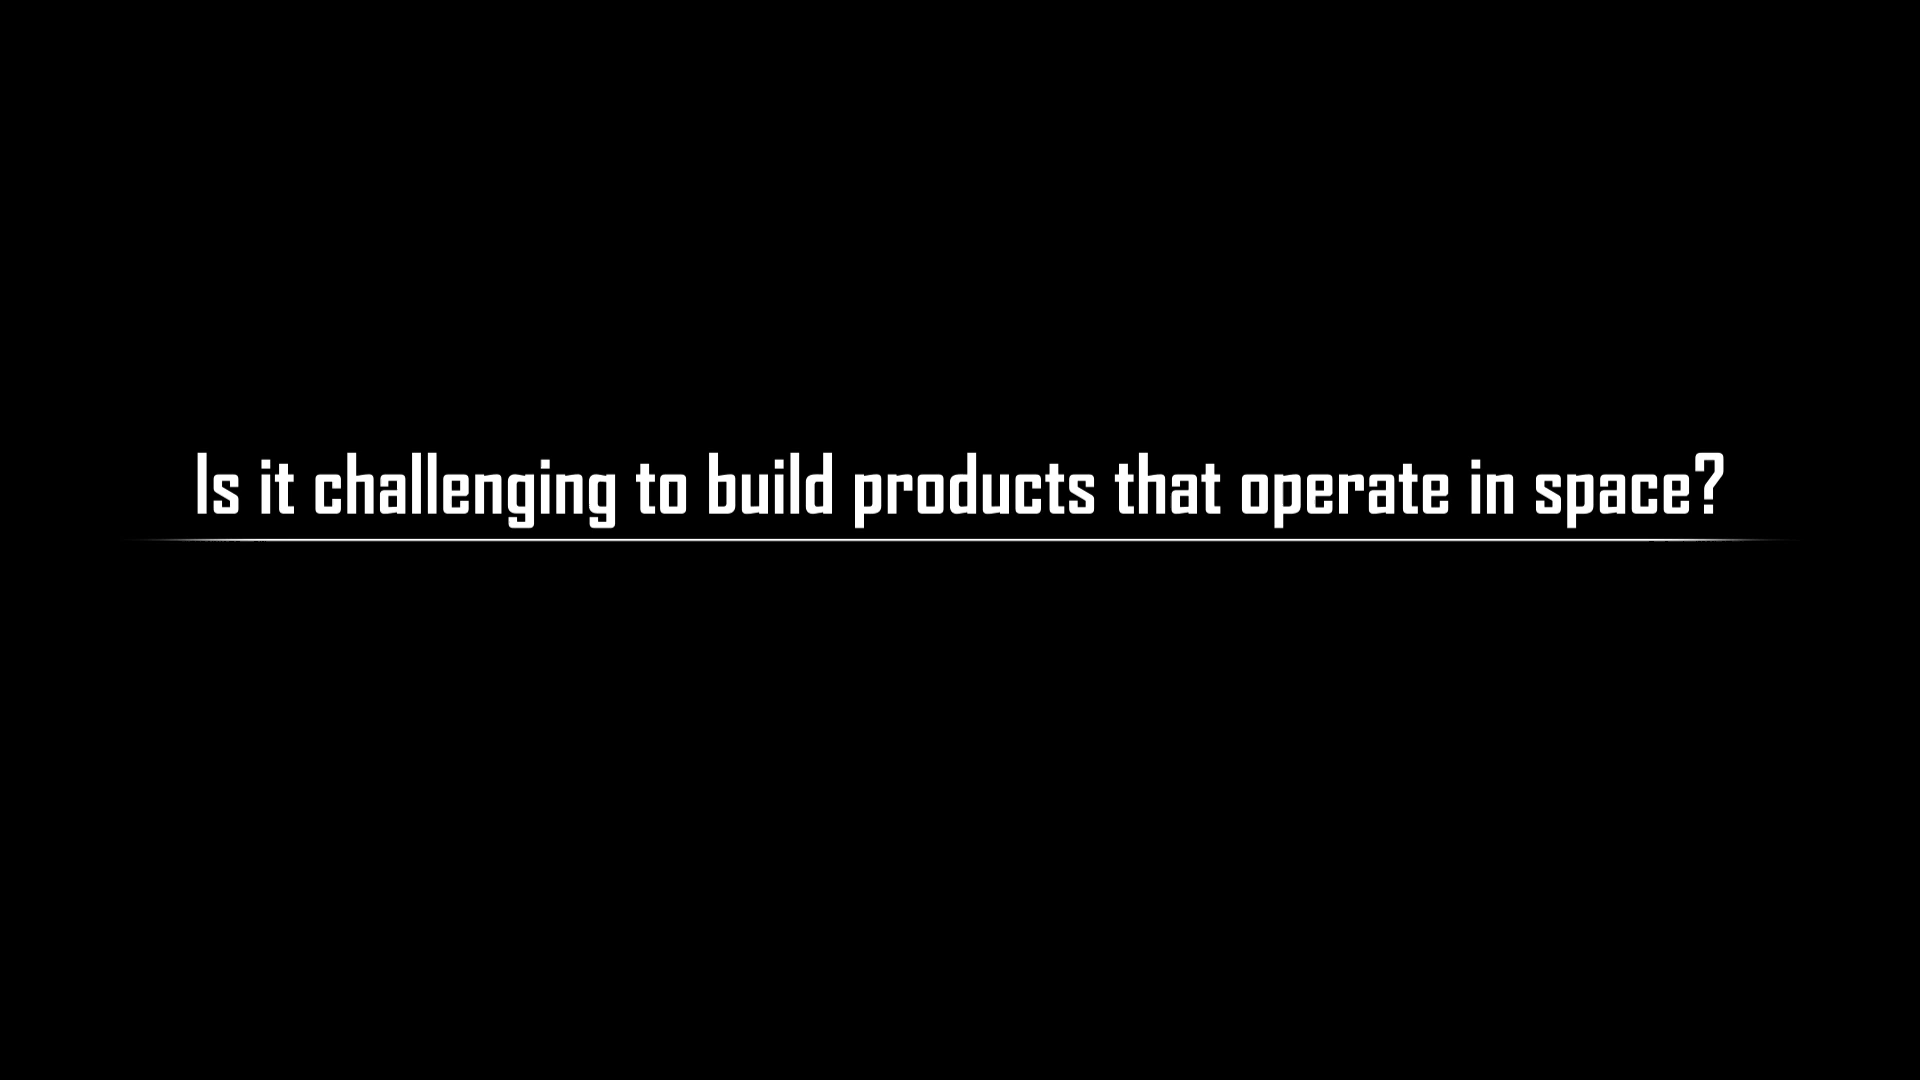 Is it challenging to build products that operate in space?